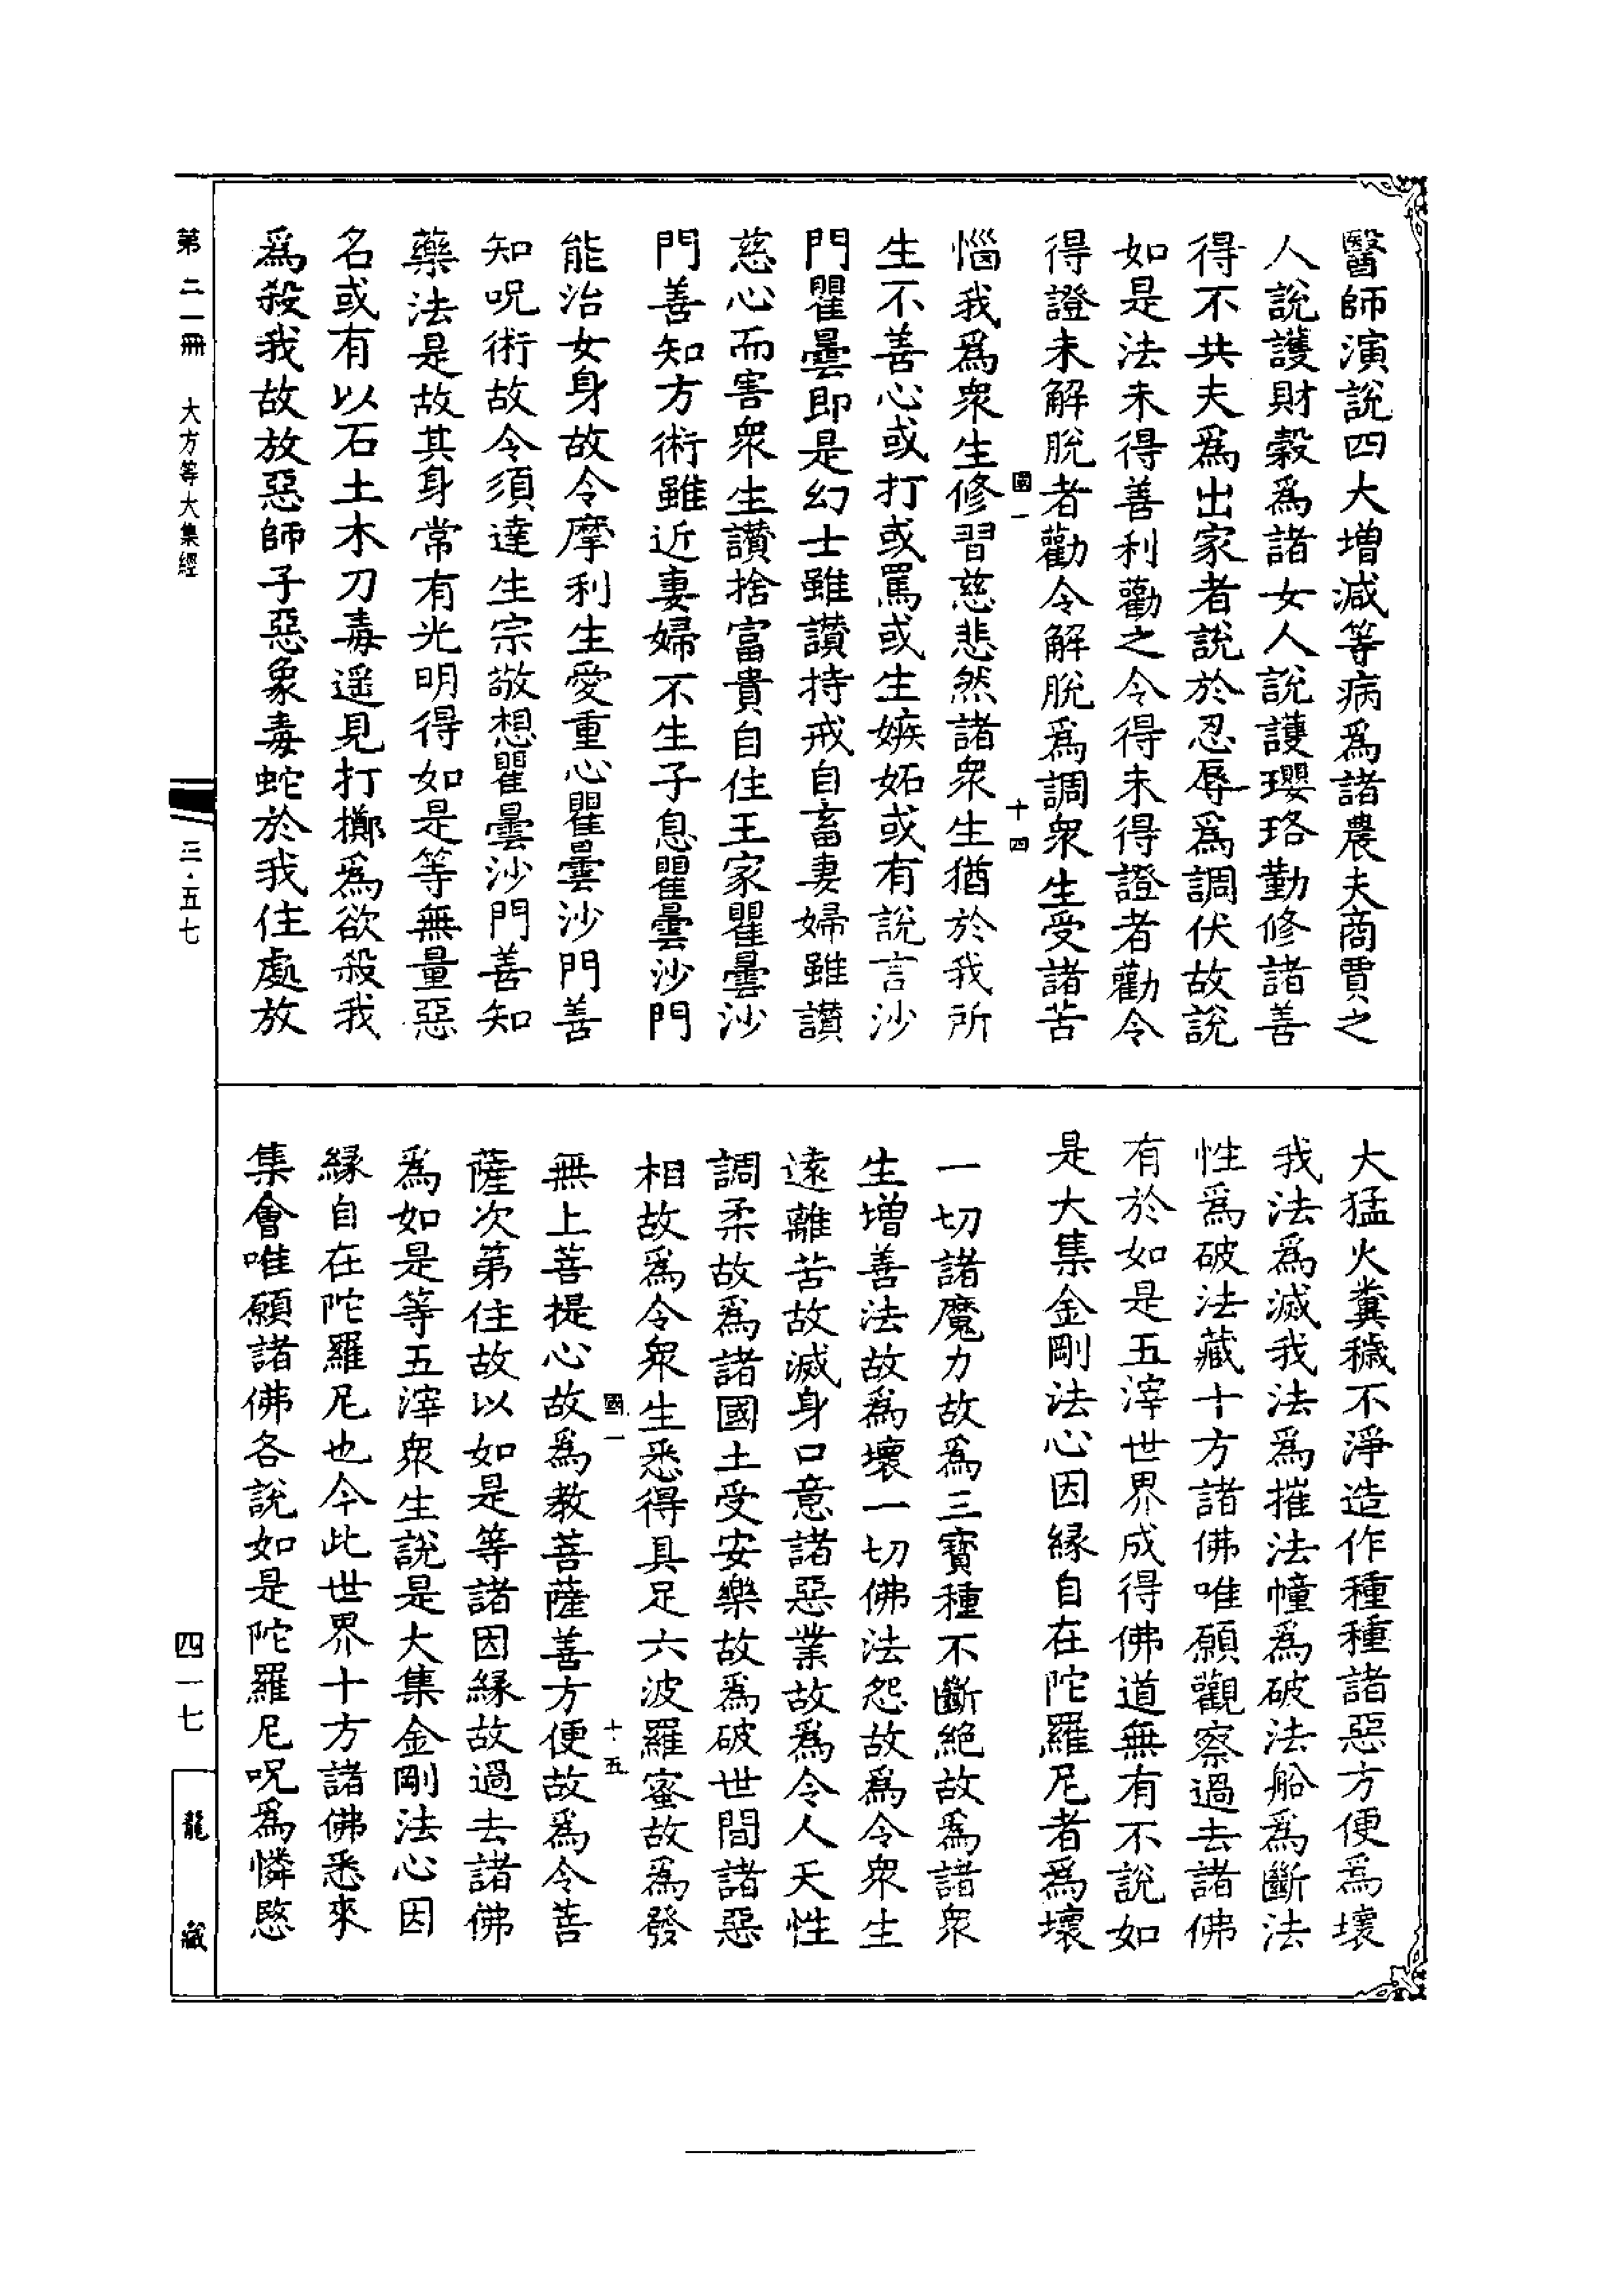 醫師演說四大增減等病爲諸農夫商賈之
人說護財穀爲諸女人說護瓔珞勤修諸善
得不共夫爲出家者說於忍辱爲調伏故說
如是法未得善利勸之令得未得證者勸令
得證未解脫者勸令解脫爲調衆生受諸苦
國一
十四
惱我爲衆生修習慈悲然諸衆生猶於我所
生不善心或打或罵或生嫉妬或有說言沙
門瞿曇即是幻士雖讃持戒自畜妻婦雖讃
慈心而害衆生讃捨富貴自住王家瞿曇沙
門善知方術雖近妻婦不生子息瞿曇沙門
能治女身故令摩利生愛重心瞿曇沙門善
知呪術故令須達生宗敬想瞿曇沙門善知
藥法是故其身常有光明得如是等無量惡
名或有以石土木刀毒遥見打擲爲欲殺我
爲殺我故放惡師子惡象毒蛇於我住處放
大猛火糞穢不淨造作種種諸惡方便爲壞
我法爲滅我法爲摧法幢爲破法船爲斷法
性爲破法藏十方諸佛唯願觀察過去諸佛
有於如是五滓世界成得佛道無有不說如
是大集金剛法心因緣自在陀羅尼者爲壞
一切諸魔力故爲三寶種不斷絕故爲諸衆
生增善法故爲壞一切佛法怨故爲令衆生
遠離苦故滅身口意諸惡業故爲令人天性
調柔故爲諸國土受安樂故爲破世間諸惡
相故爲令衆生悉得具足六波羅蜜故爲發
國一
十五
無上菩提心故爲教菩薩善方便故爲令菩
薩次第住故以如是等諸因緣故過去諸佛
爲如是等五滓衆生說是大集金剛法心因
緣自在陀羅尼也今此世界十方諸佛悉來
集會唯願諸佛各說如是陀羅尼呪爲憐愍
第二一冊
大方等大集經
三·五七
四一七
龍藏